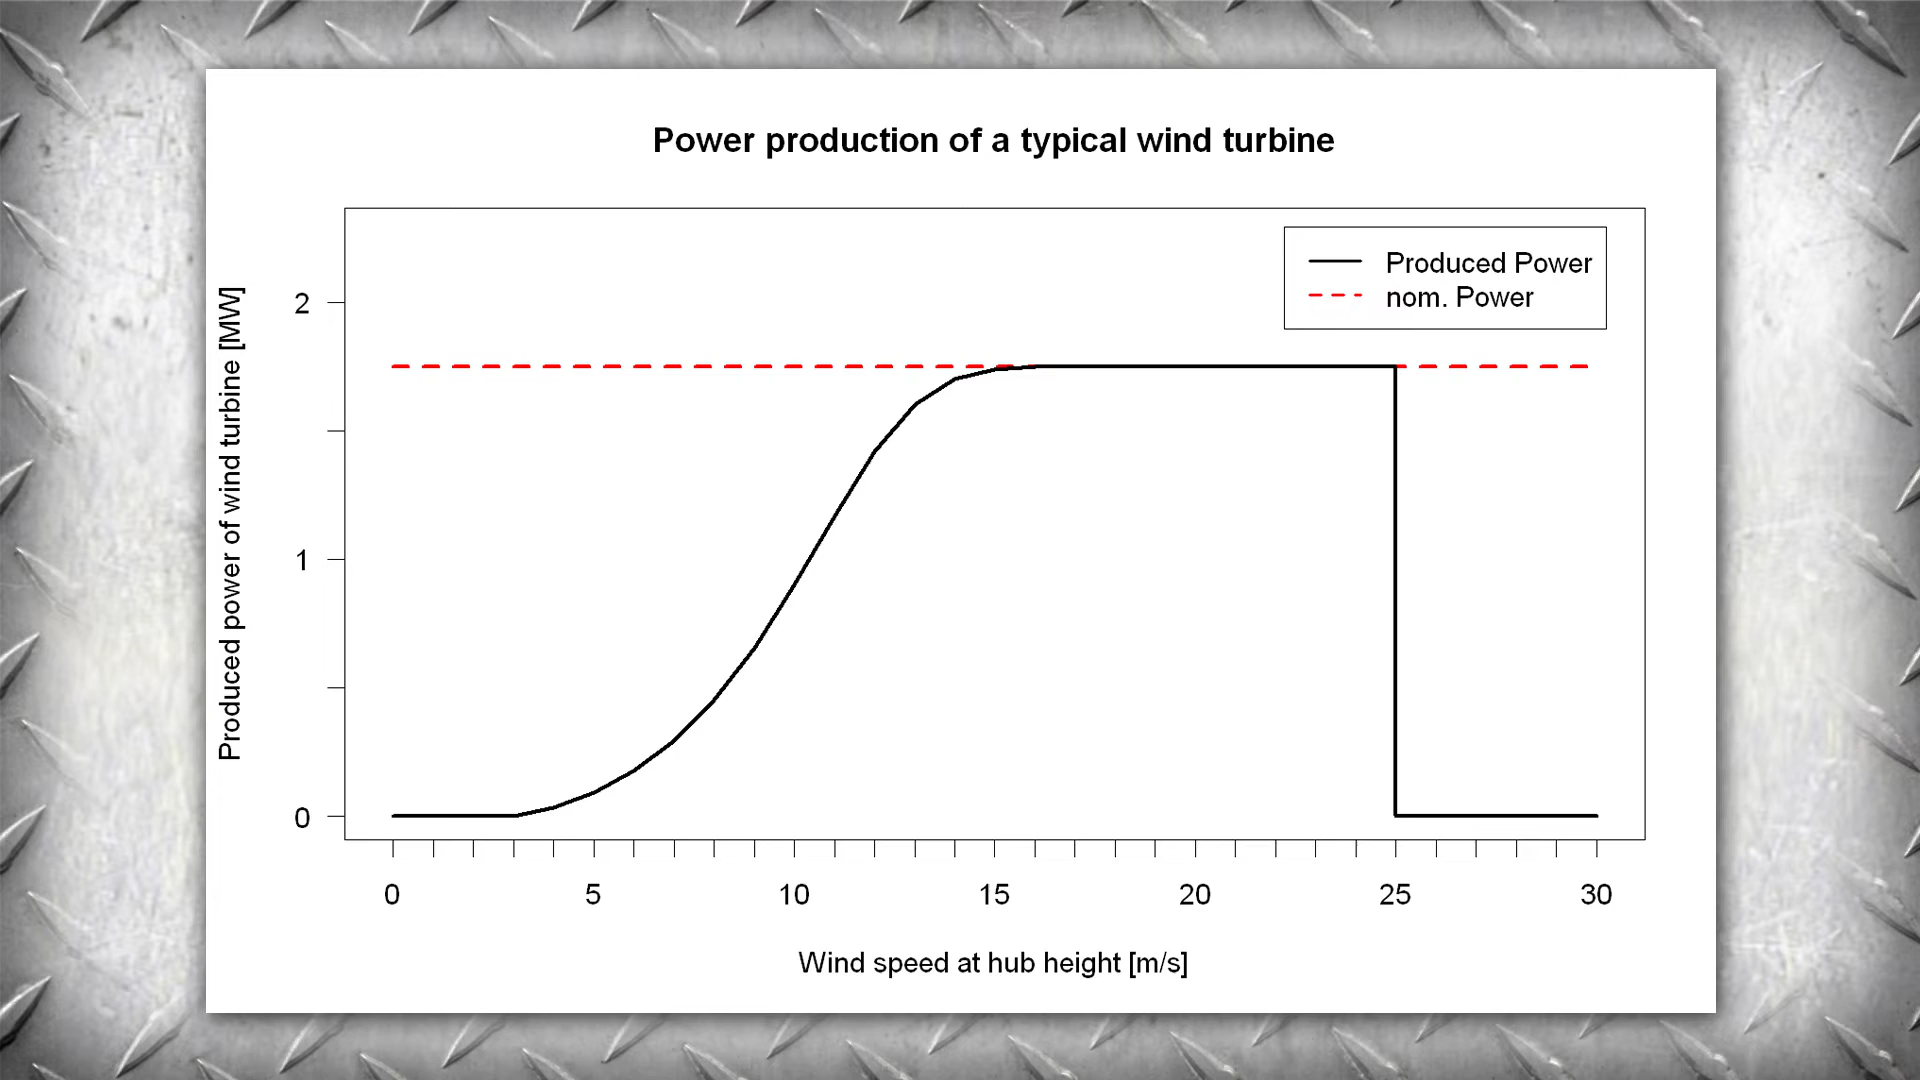 Power production of a typical wind turbine
Produced Power
nom. Power
Produced power of wind turbine [MW]
2
1
0
0 5 10 15 20 25 30
Wind speed at hub height [m/s]